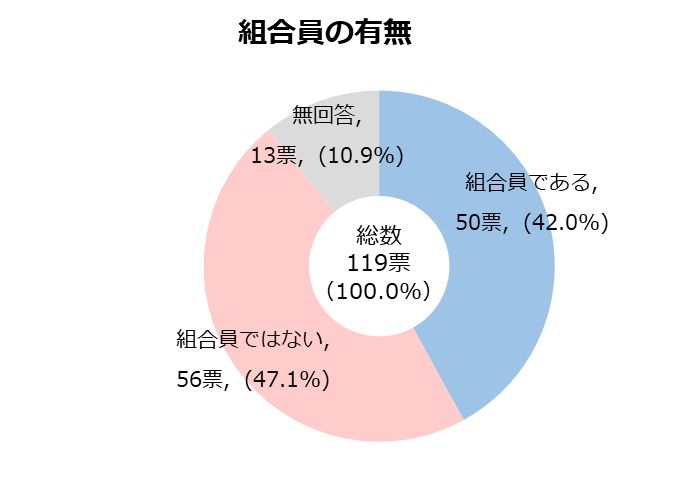 組合員の有無
無回答,
13票, (10.9%)
組合員である,
50票, (42.0%)
総数
119票
(100.0%)
組合員ではない,
56票, (47.1%)